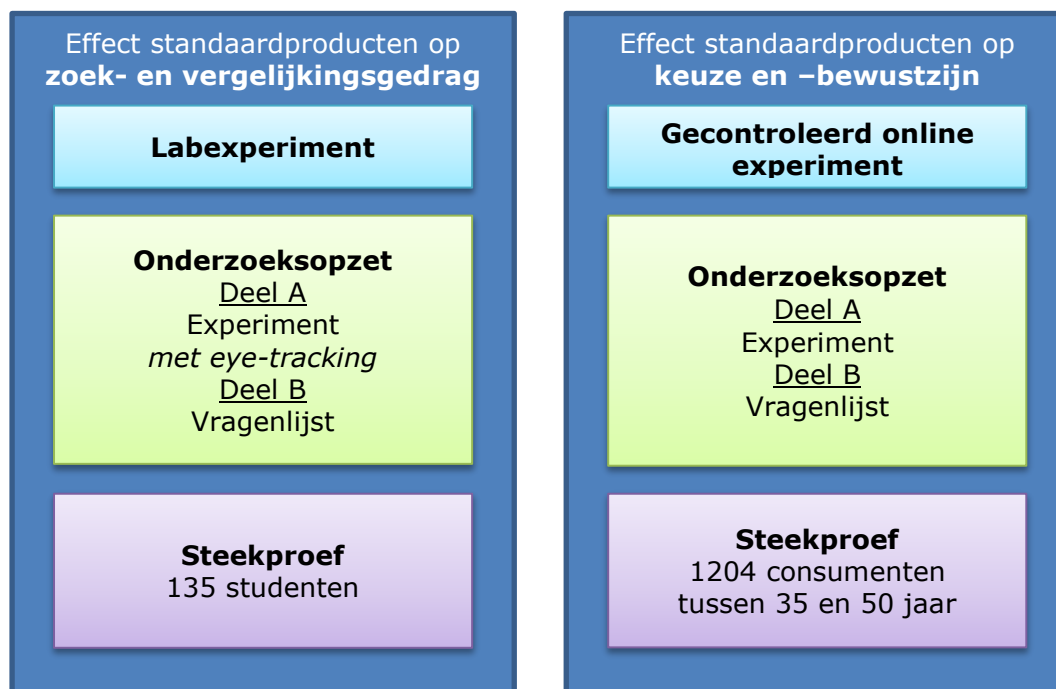 Effect standaardproducten op
zoek- en vergelijkingsgedrag
Labexperiment
Onderzoeksopzet
Deel A
Experiment
met eye-tracking
Deel B
Vragenlijst
Steekproef
135 studenten
Effect standaardproducten op
keuze en –bewustzijn
Gecontroleerd online
experiment
Onderzoeksopzet
Deel A
Experiment
Deel B
Vragenlijst
Steekproef
1204 consumenten
tussen 35 en 50 jaar